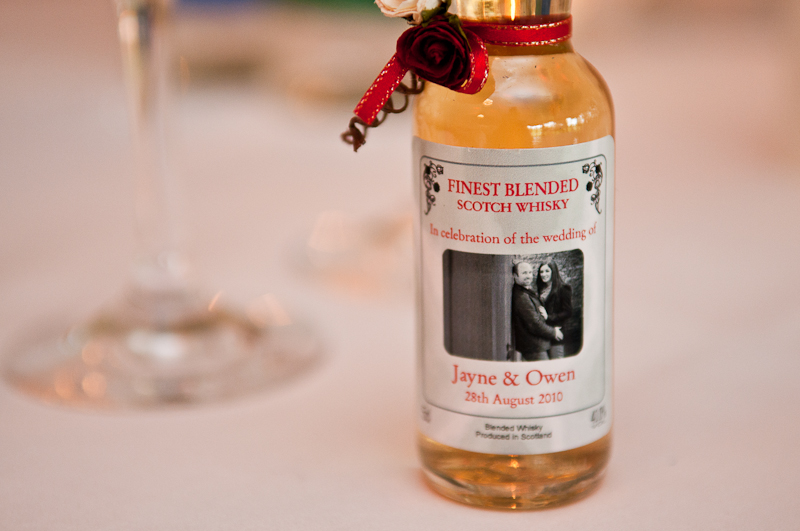 FINEST BLENDED
SCOTCH WHISKY
In celebration of the wedding of
Jayne & Owen
28th August 2010
Blended Whisky
Produced in Scotland